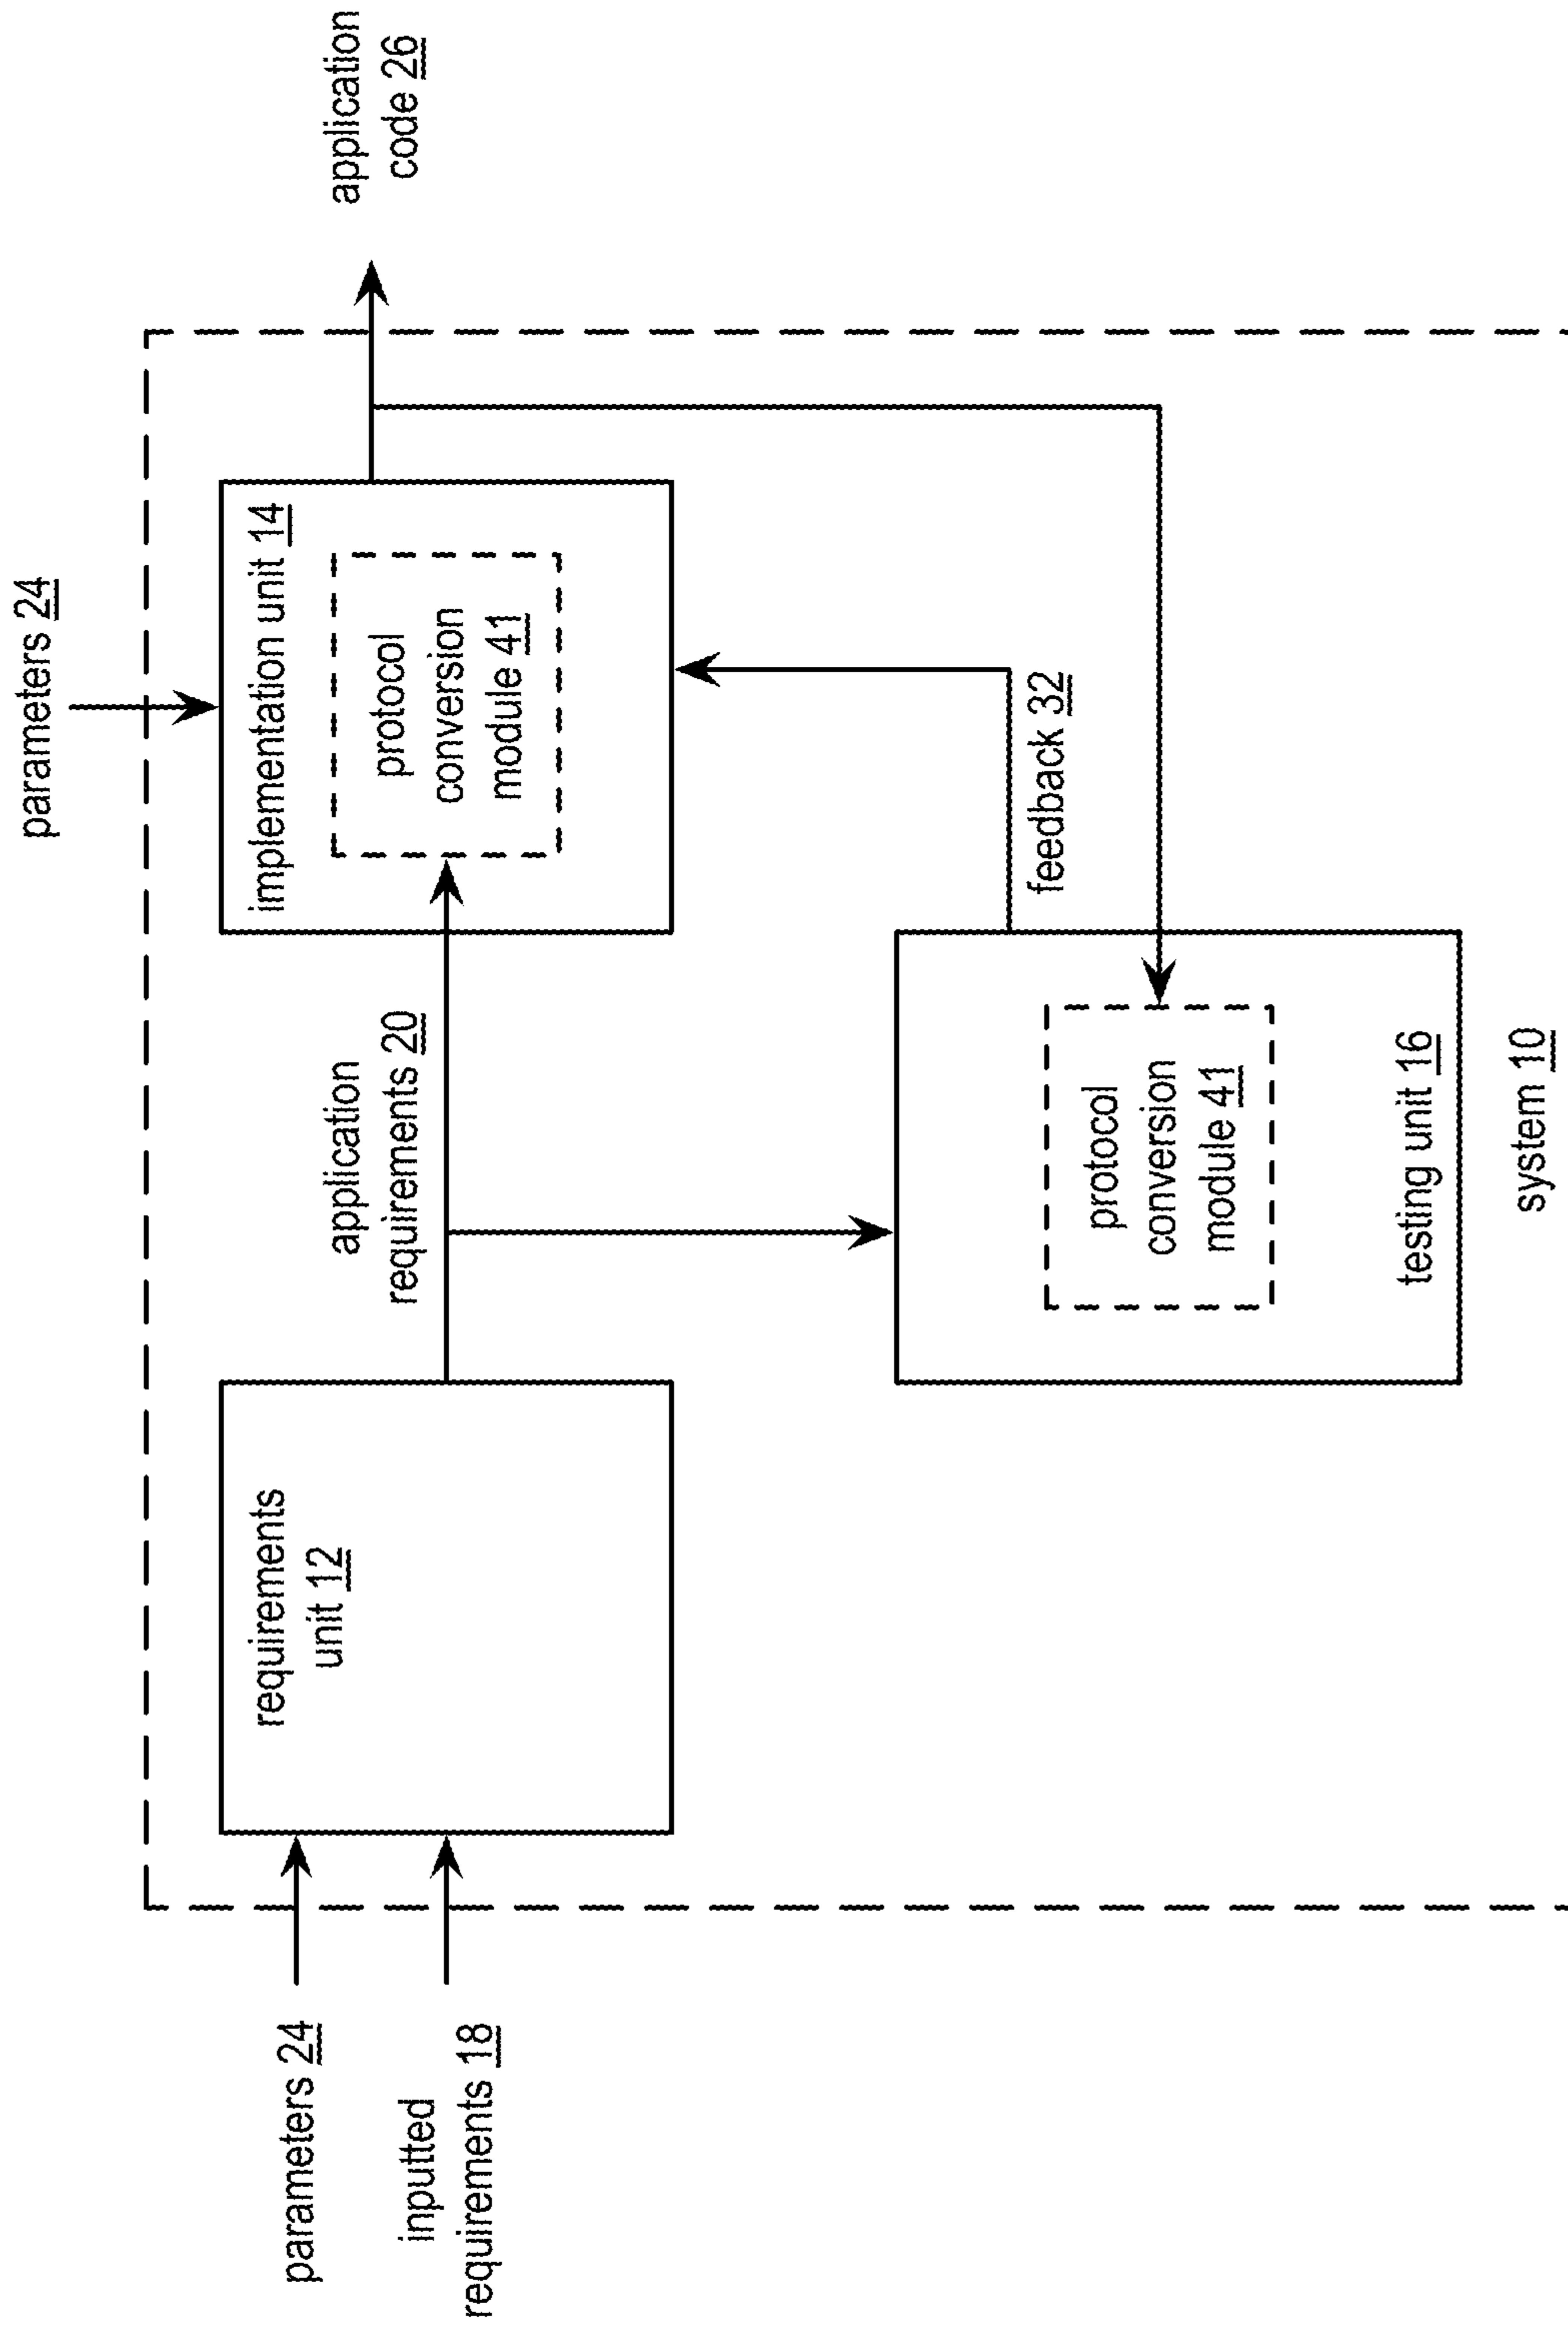 parameters 24
parameters 24
inputted
requirements 18
requirements
unit 12
application
requirements 20
implementation unit 14
protocol
conversion
module 41
application
code 26
feedback 32
protocol
conversion
module 41
testing unit 16
system 10